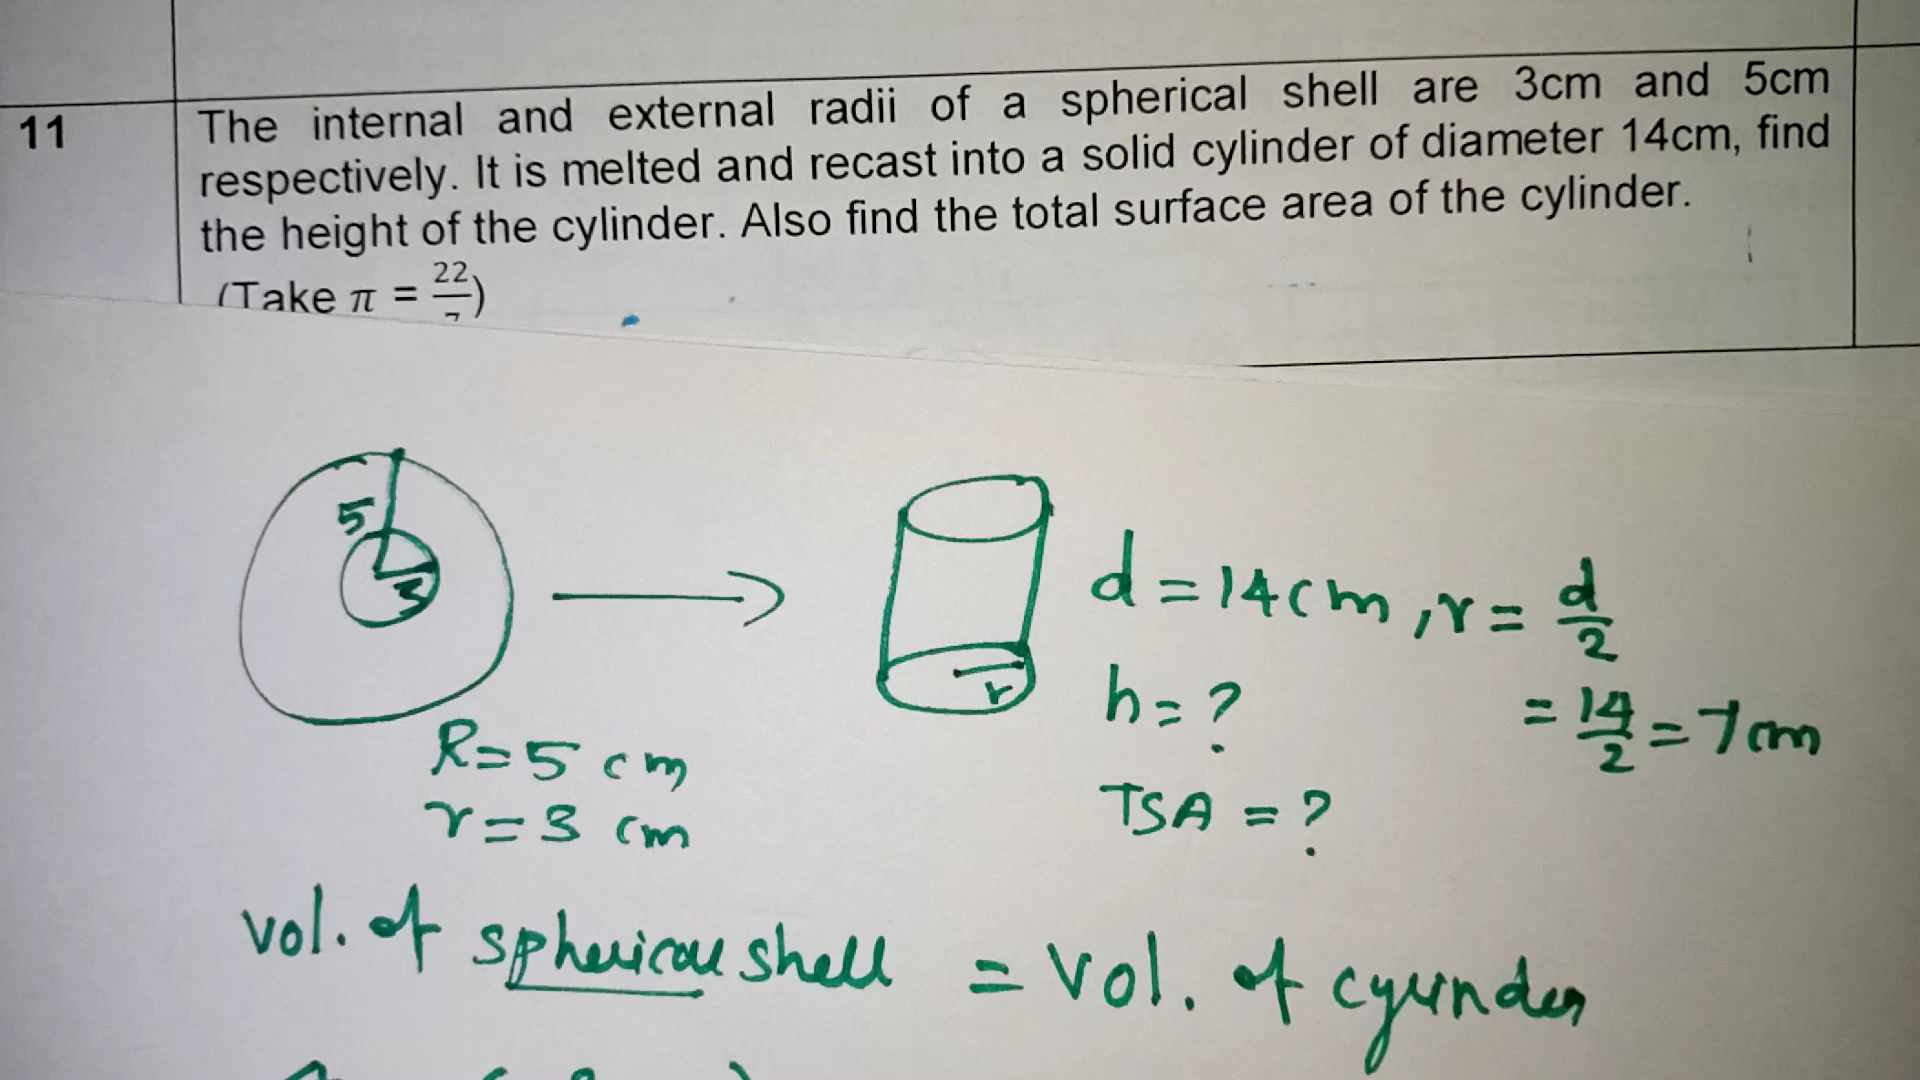 11
The internal and external radii of a spherical shell are 3cm and 5cm
respectively. It is melted and recast into a solid cylinder of diameter 14cm, find
the height of the cylinder. Also find the total surface area of the cylinder.
(Take π = 22/7)
5
3
R=5 cm
r=3 cm
r
d=14cm, r= d/2
= 14/2 = 7cm
h=?
TSA = ?
vol. of spherical shell = Vol. of cylinder